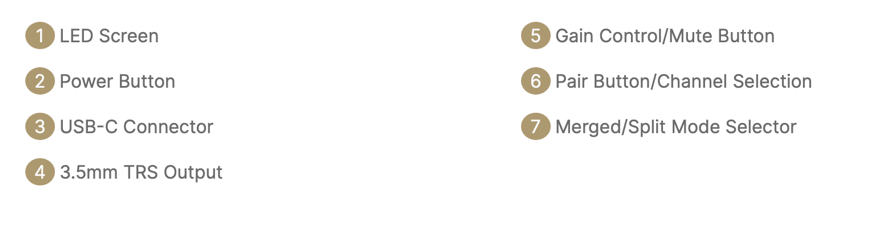 1 LED Screen
2 Power Button
3 USB-C Connector
4 3.5mm TRS Output
5 Gain Control/Mute Button
6 Pair Button/Channel Selection
7 Merged/Split Mode Selector